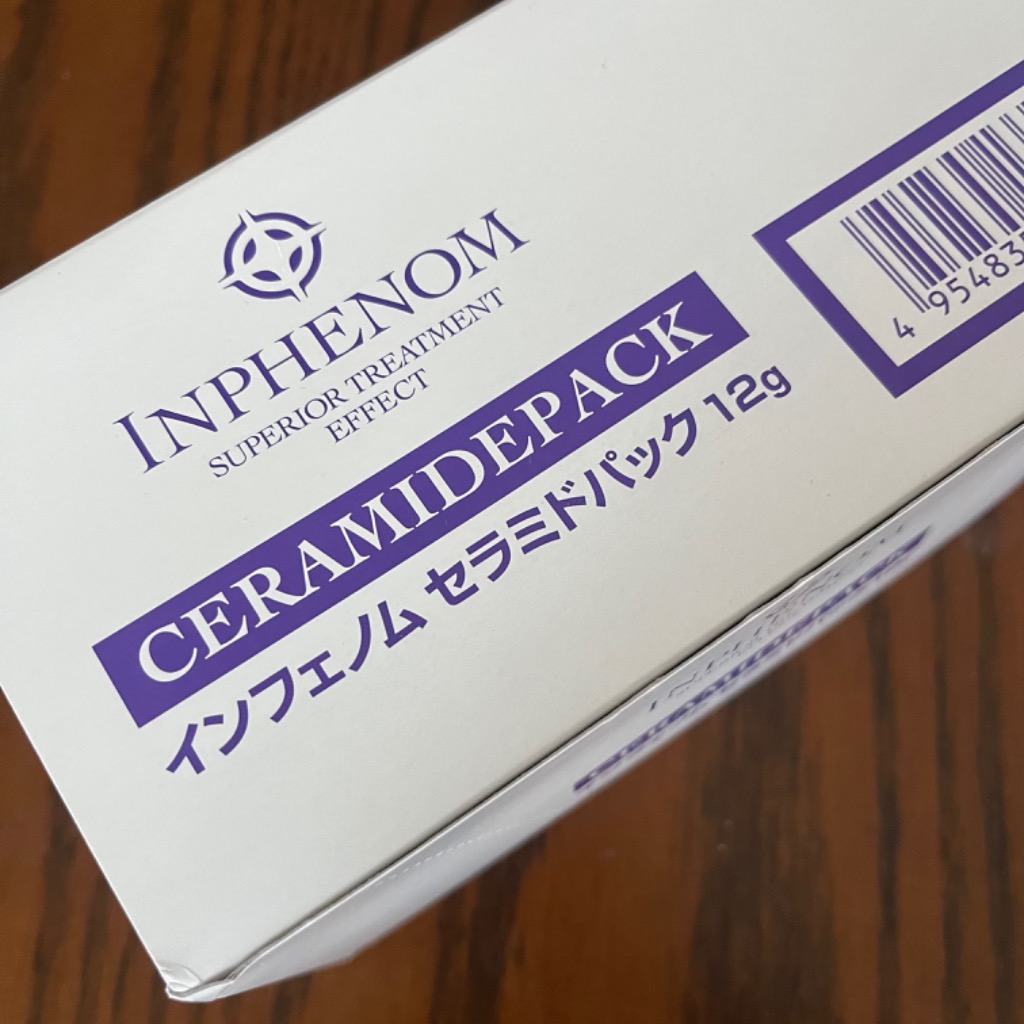 INPHENOM
SUPERIOR TREATMENT
EFFECT
CERAMIDEPACK
インフェノム セラミドパック 12g
4 95483